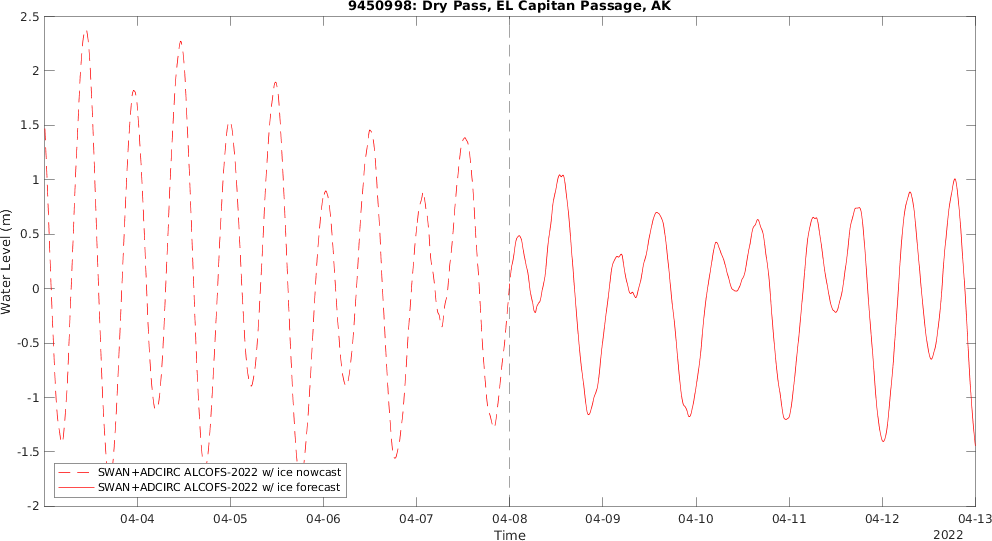 9450998: Dry Pass, EL Capitan Passage, AK
2.5
2
1.5
1
0.5
0
-0.5
-1
-1.5
-2
Water Level (m)
SWAN+ADCIRC ALCOFS-2022 w/ ice nowcast
SWAN+ADCIRC ALCOFS-2022 w/ ice forecast
04-04 04-05 04-06 04-07 04-08 04-09 04-10 04-11 04-12 04-13
Time
2022